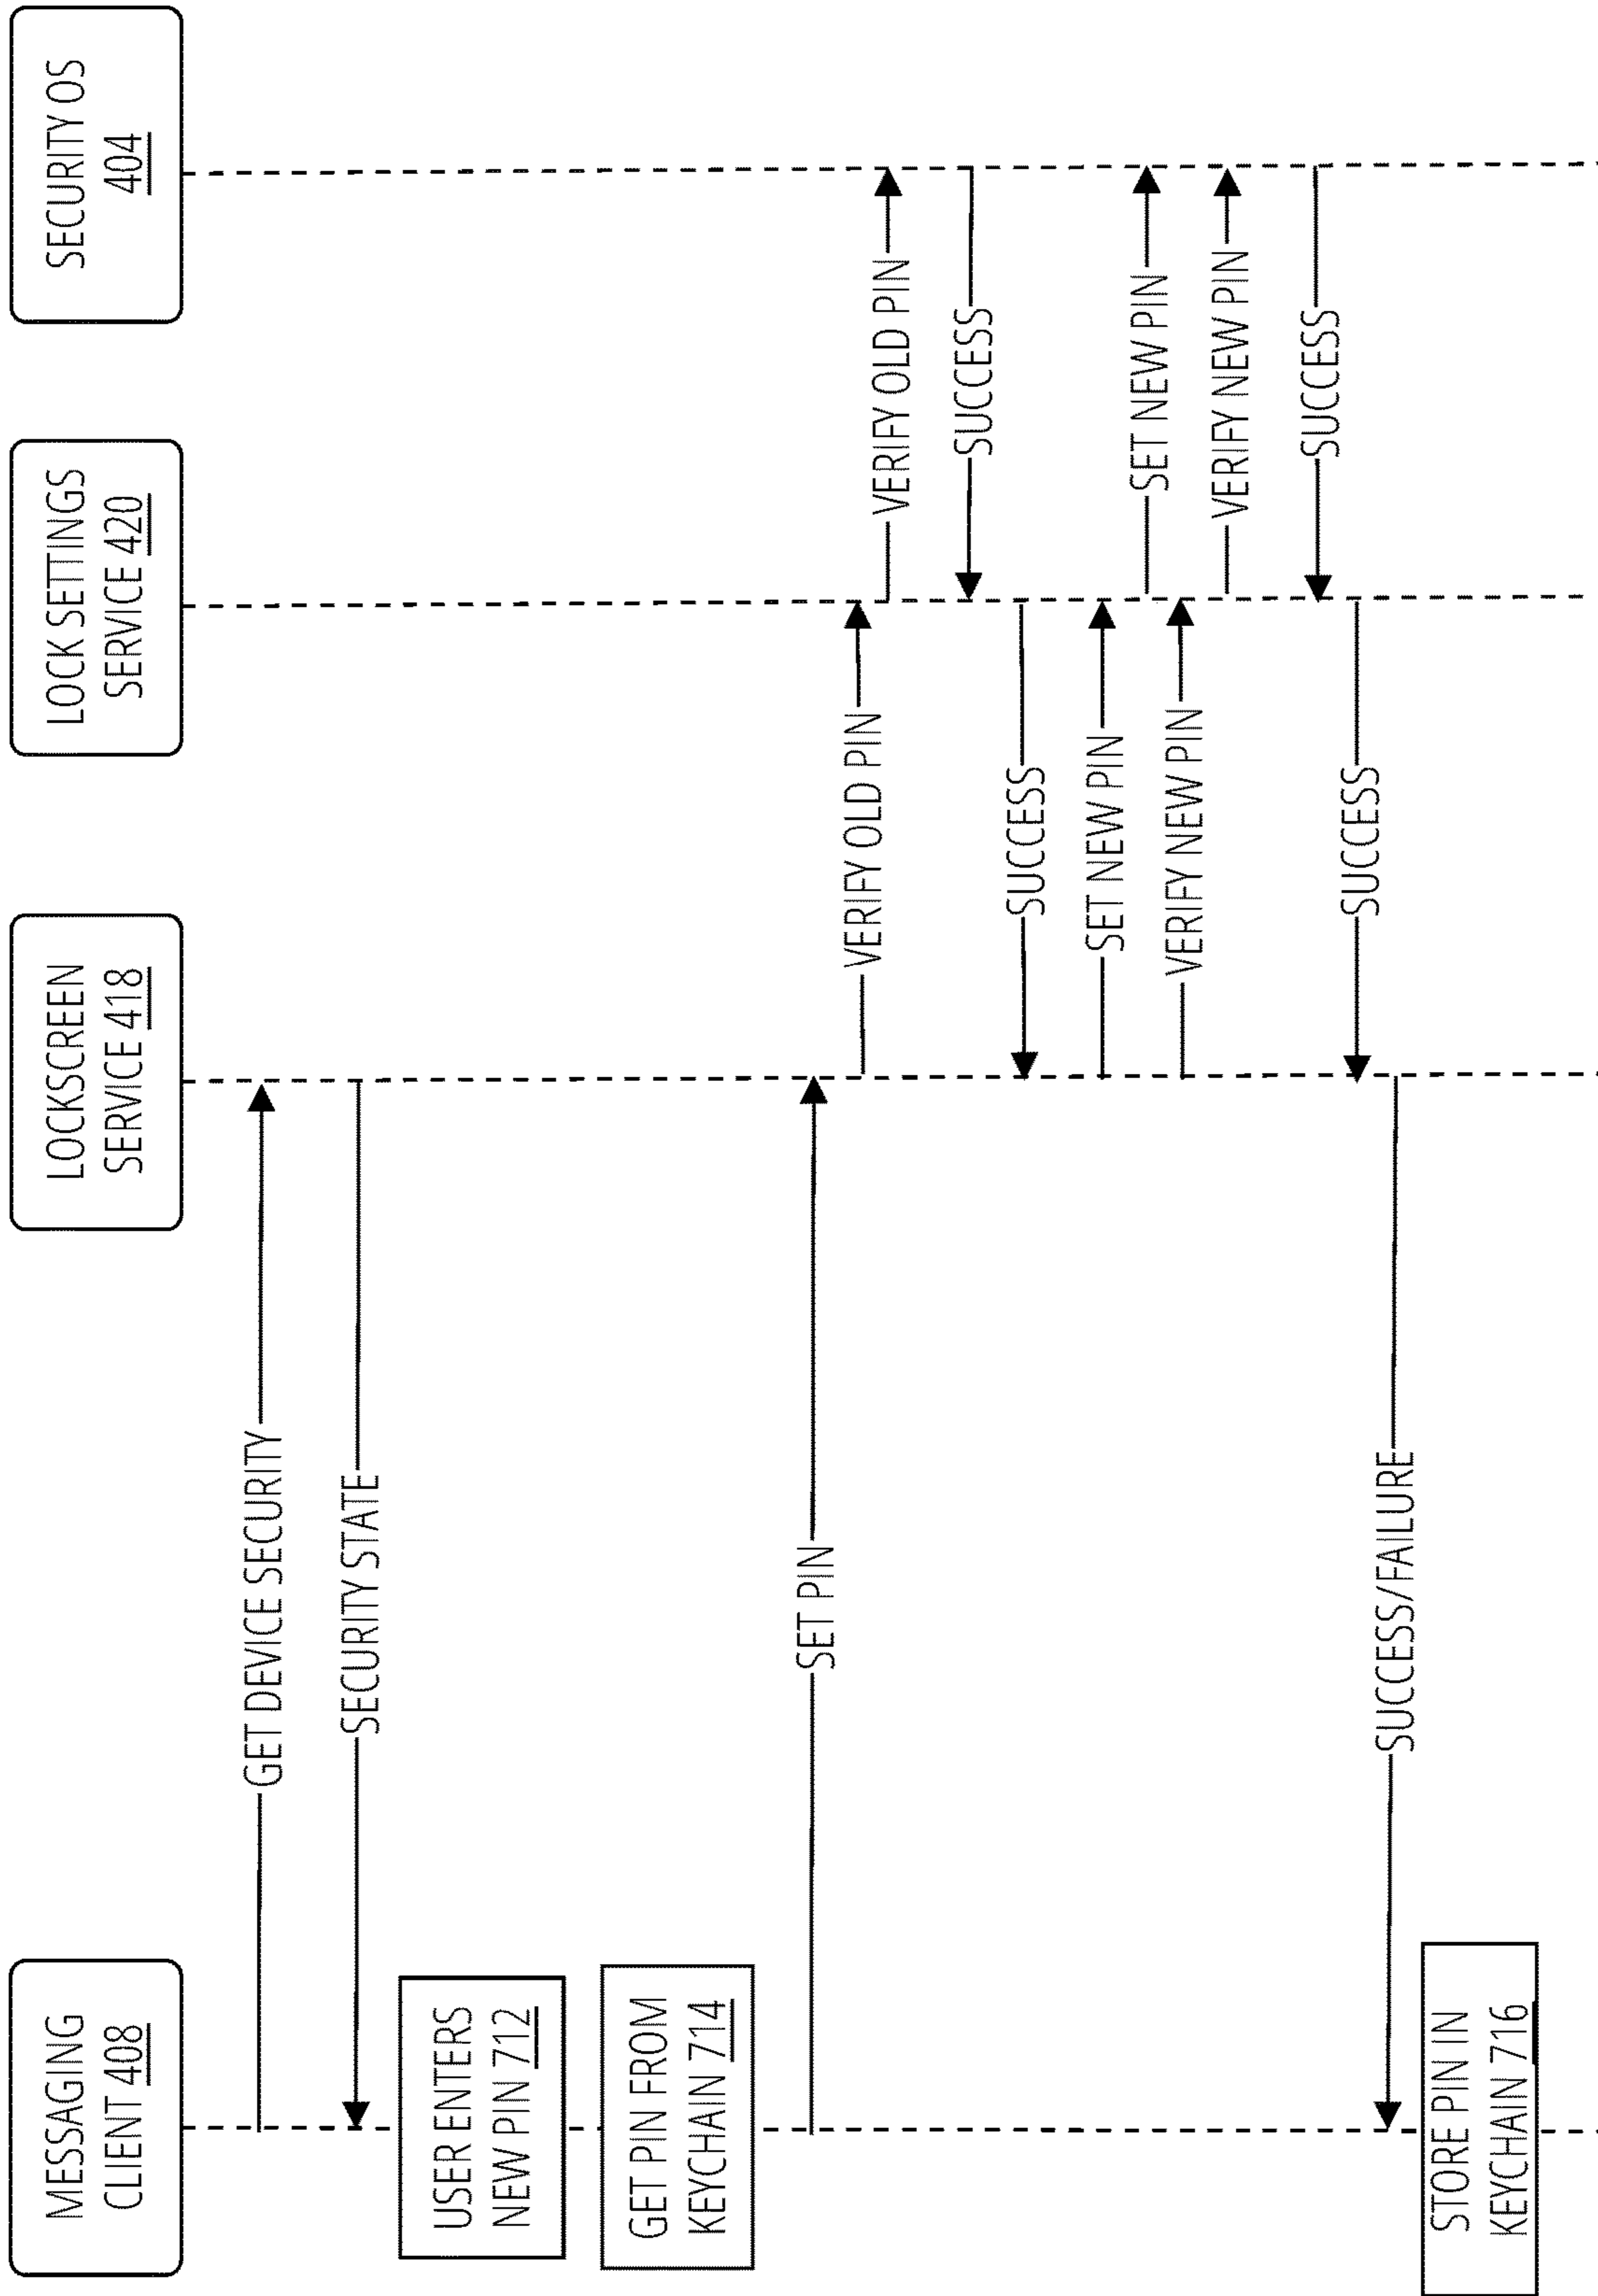 MESSAGING
CLIENT 408
LOCKSCREEN
SERVICE 418
LOCK SETTINGS
SERVICE 420
SECURITY OS
404
GET DEVICE SECURITY
SECURITY STATE
USER ENTERS
NEW PIN 712
GET PIN FROM
KEYCHAIN 714
SET PIN
VERIFY OLD PIN
VERIFY OLD PIN
SUCCESS
SUCCESS
SET NEW PIN
SET NEW PIN
VERIFY NEW PIN
VERIFY NEW PIN
SUCCESS
SUCCESS
SUCCESS/FAILURE
STORE PIN IN
KEYCHAIN 716